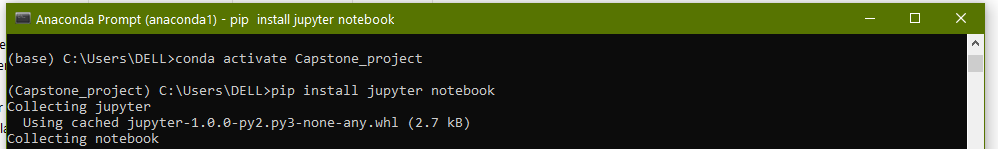 Anaconda Prompt (anaconda1) - pip  install jupyter notebook
(base) C:\Users\DELL>conda activate Capstone_project
(Capstone_project) C:\Users\DELL>pip install jupyter notebook
Collecting jupyter
  Using cached jupyter-1.0.0-py2.py3-none-any.whl (2.7 kB)
Collecting notebook